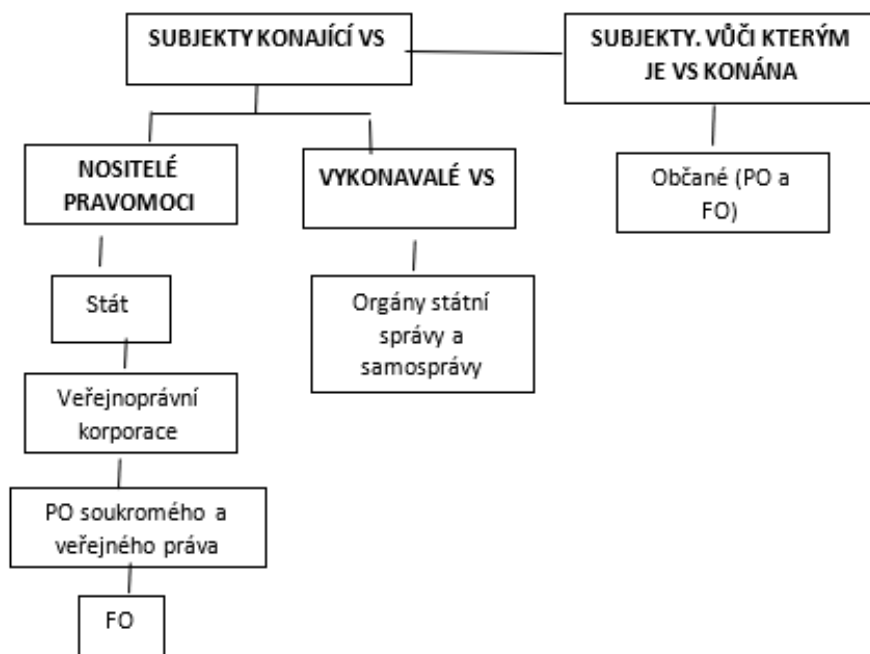 SUBJEKTY KONAJÍCÍ VS
SUBJEKTY. VŮČI KTERÝM
JE VS KONÁNA
NOSITELÉ
PRAVOMOCI
VYKONAVALÉ VS
Občané (PO a
FO)
Stát
Orgány státní
správy a
samosprávy
Veřejnoprávní
korporace
PO soukromého a
veřejného práva
FO